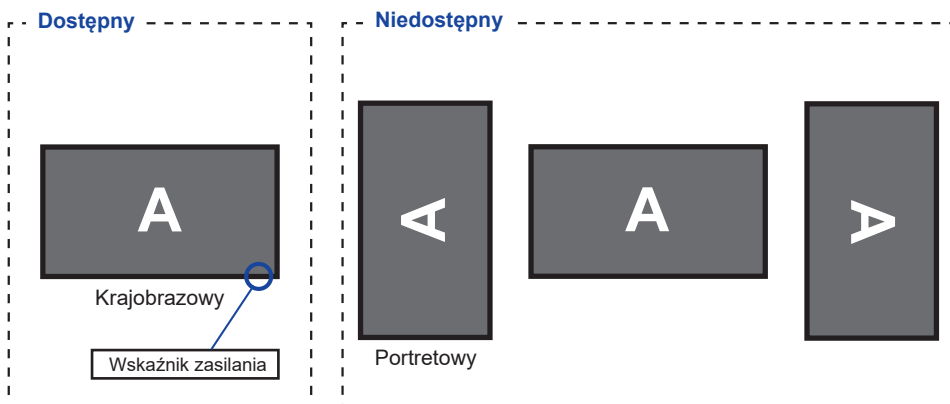 Dostępny
Niedostępny
A
A
A
A
Krajobrazowy
Wskaźnik zasilania
Portretowy